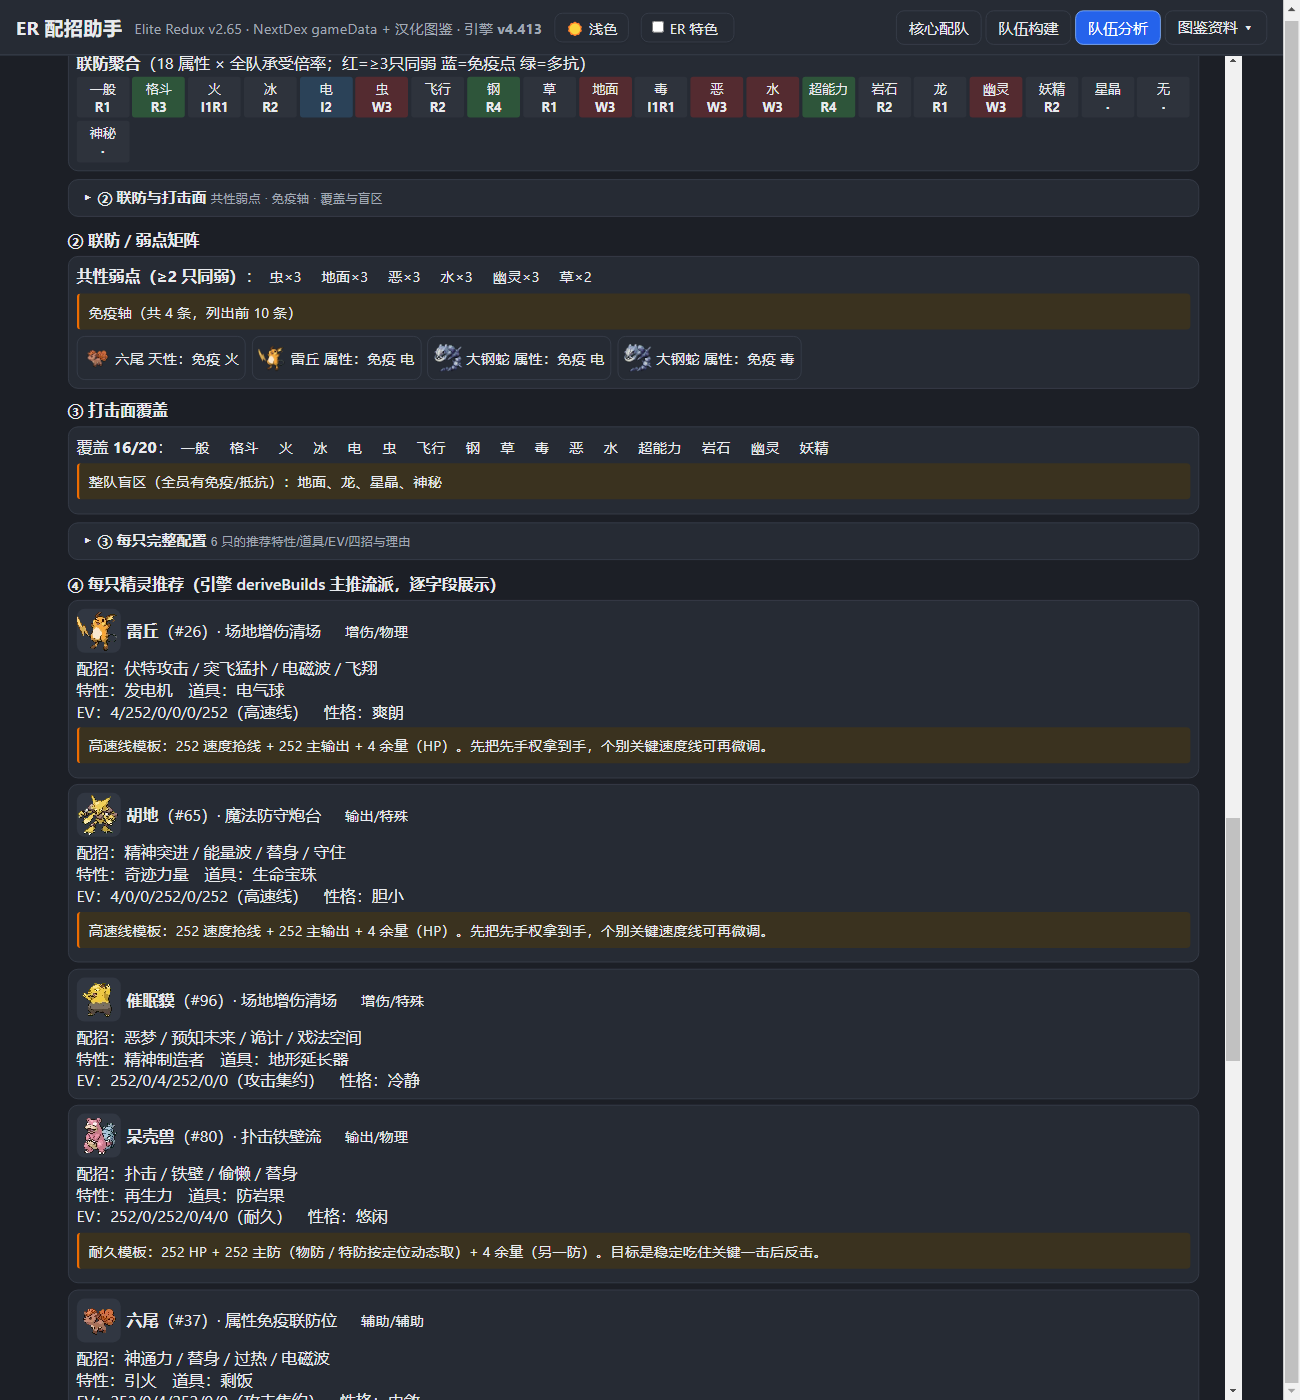 ER 配招助手 Elite Redux v2.65 · NextDex gameData + 汉化图鉴 · 引擎 v4.413 浅色 ER 特色 核心配队 队伍构建 队伍分析 图鉴资料 ▼
联防聚合（18 属性 × 全队承受倍率；红=≥3只同弱 蓝=免疫点 绿=多抗）
一般 格斗 火 冰 电 虫 飞行 钢 草 地面 毒 恶 水 超能力 岩石 龙 幽灵 妖精 星晶 无
R1 R3 I1R1 R2 I2 W3 R2 R4 R1 W3 I1R1 W3 W3 R4 R2 R1 W3 R2 - -
神秘
-
▸ ② 联防与打击面 共性弱点 · 免疫轴 · 覆盖与盲区
② 联防 / 弱点矩阵
共性弱点（≥2 只同弱）： 虫×3 地面×3 恶×3 水×3 幽灵×3 草×2
免疫轴（共 4 条，列出前 10 条）
六尾 天性：免疫 火 雷丘 属性：免疫 电 大钢蛇 属性：免疫 电 大钢蛇 属性：免疫 毒
③ 打击面覆盖
覆盖 16/20： 一般 格斗 火 冰 电 虫 飞行 钢 草 毒 恶 水 超能力 岩石 幽灵 妖精
整队盲区（全员有免疫/抵抗）：地面、龙、星晶、神秘
▸ ③ 每只完整配置 6 只的推荐特性/道具/EV/四招与理由
④ 每只精灵推荐（引擎 deriveBuilds 主推流派，逐字段展示）
雷丘（#26）· 场地增伤清场 增伤/物理
配招：伏特攻击 / 突飞猛扑 / 电磁波 / 飞翔
特性：发电机 道具：电气球
EV：4/252/0/0/0/252（高速线） 性格：爽朗
高速线模板：252 速度抢线 + 252 主输出 + 4 余量（HP）。先把先手权拿到手，个别关键速度线可再微调。
胡地（#65）· 魔法防守炮台 输出/特殊
配招：精神突进 / 能量波 / 替身 / 守住
特性：奇迹力量 道具：生命宝珠
EV：4/0/0/252/0/252（高速线） 性格：胆小
高速线模板：252 速度抢线 + 252 主输出 + 4 余量（HP）。先把先手权拿到手，个别关键速度线可再微调。
催眠貘（#96）· 场地增伤清场 增伤/特殊
配招：恶梦 / 预知未来 / 诡计 / 戏法空间
特性：精神制造者 道具：地形延长器
EV：252/0/4/252/0/0（攻击集约） 性格：冷静
呆壳兽（#80）· 扑击铁壁流 输出/物理
配招：扑击 / 铁壁 / 偷懒 / 替身
特性：再生力 道具：防岩果
EV：252/0/252/0/4/0（耐久） 性格：悠闲
耐久模板：252 HP + 252 主防（物防 / 特防按定位动态取）+ 4 余量（另一防）。目标是稳定吃住关键一击后反击。
六尾（#37）· 属性免疫联防位 辅助/辅助
配招：神通力 / 替身 / 过热 / 电磁波
特性：引火 道具：剩饭